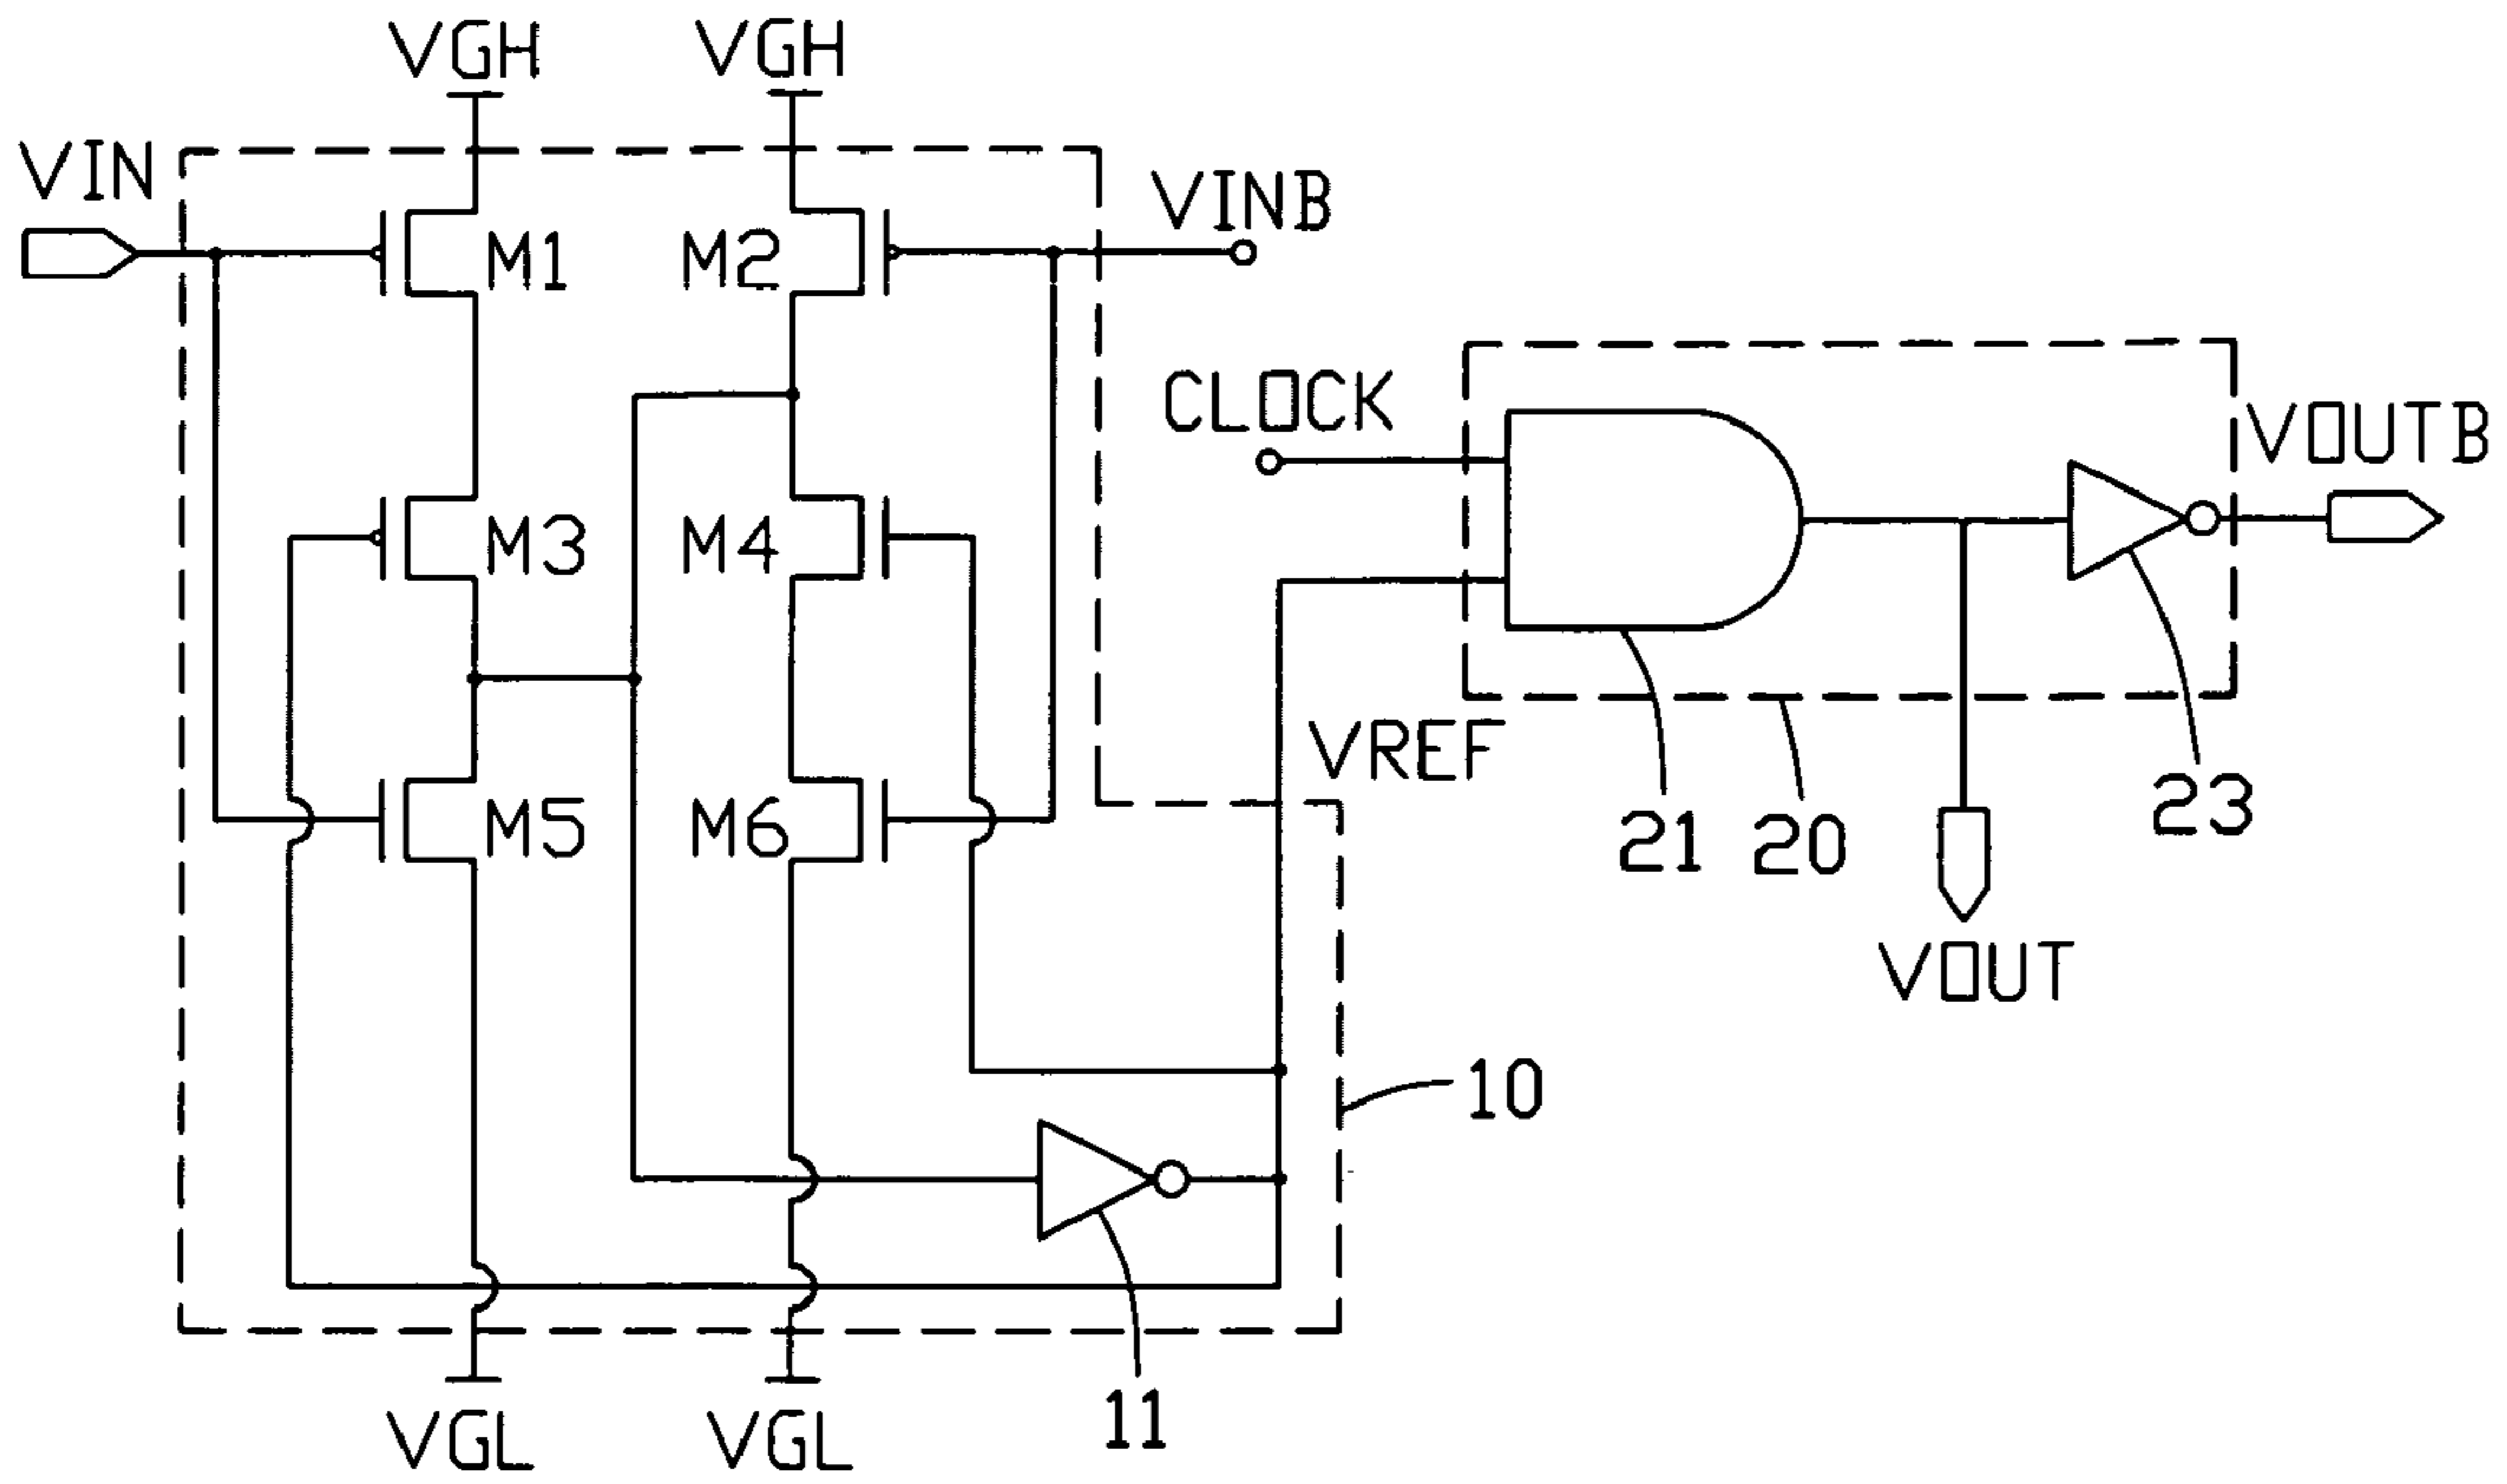 VGH
VGH
VIN
VINB
M1
M2
CLOCK
VOUTB
M3
M4
VREF
M5
M6
21
20
23
VOUT
10
11
VGL
VGL